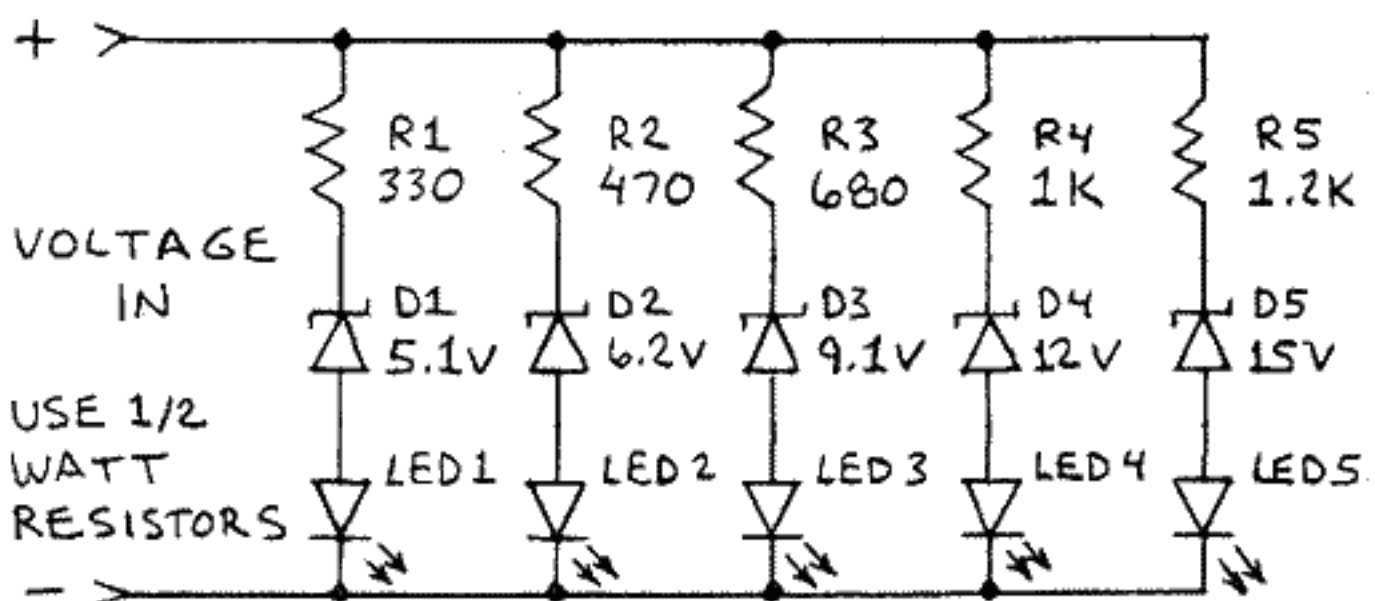 +
R1
330
R2
470
R3
680
R4
1K
R5
1.2K
VOLTAGE
IN
D1
5.1V
D2
6.2V
D3
9.1V
D4
12V
D5
15V
USE 1/2
WATT
RESISTORS
LED1
LED2
LED3
LED4
LED5
-